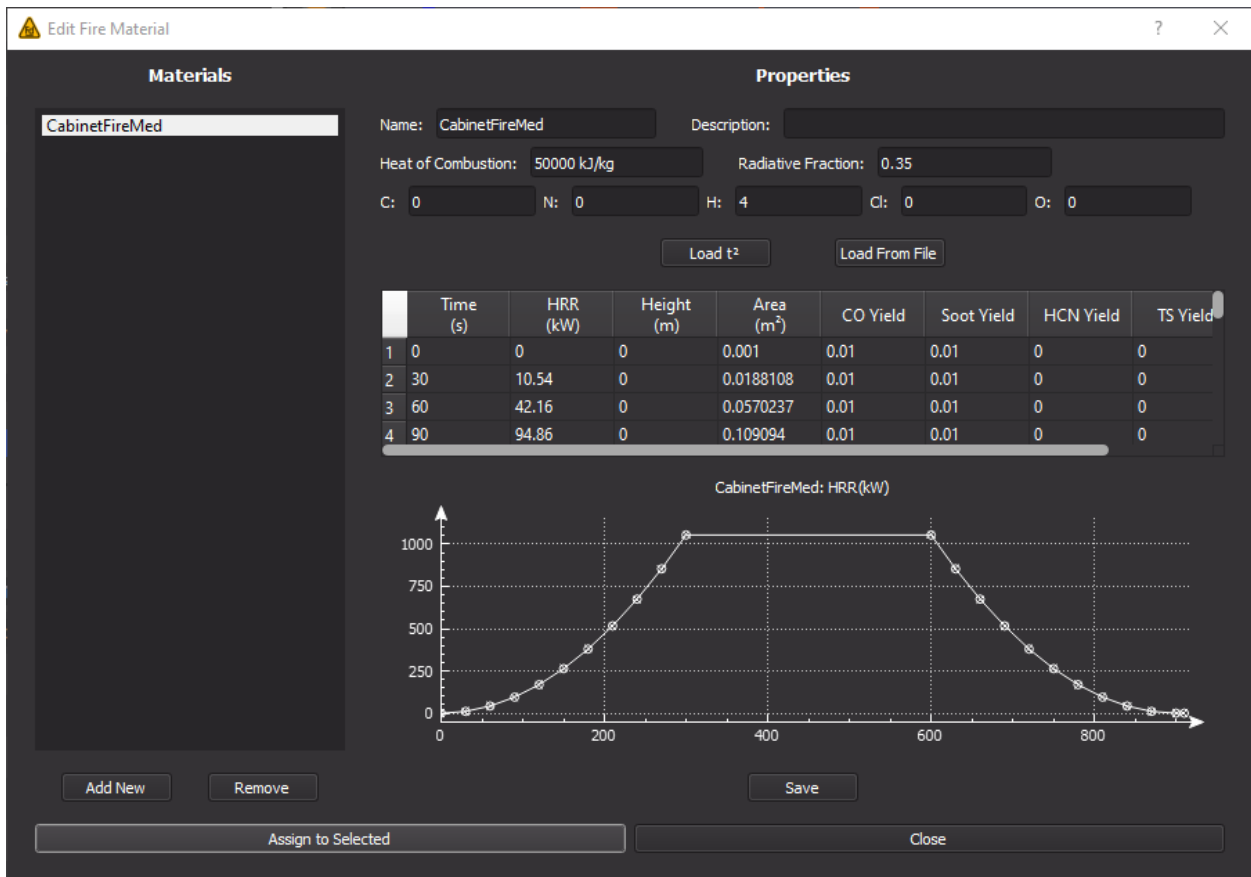 Edit Fire Material
Materials
Properties
CabinetFireMed
Name: CabinetFireMed Description:
Heat of Combustion: 50000 kJ/kg Radiative Fraction: 0.35
C: 0 N: 0 H: 4 Cl: 0 O: 0
Load t² Load From File
Time (s) HRR (kW) Height (m) Area (m²) CO Yield Soot Yield HCN Yield TS Yield
1 0 0 0 0.001 0.01 0.01 0 0
2 30 10.54 0 0.0188108 0.01 0.01 0 0
3 60 42.16 0 0.0570237 0.01 0.01 0 0
4 90 94.86 0 0.109094 0.01 0.01 0 0
CabinetFireMed: HRR(kW)
1000
750
500
250
0
0 200 400 600 800
Add New Remove Save
Assign to Selected Close